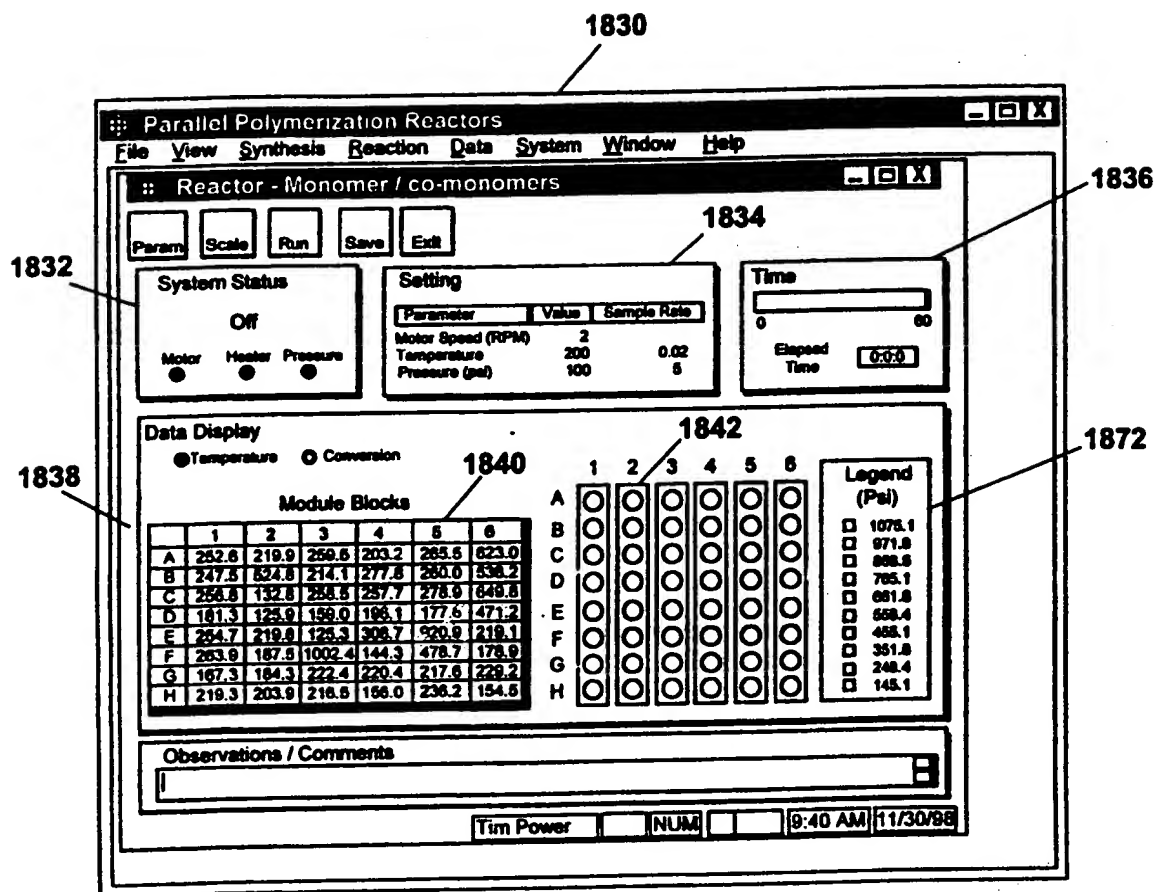 1830
Parallel Polymerization Reactors
File View Synthesis Reaction Data System Window Help
Reactor - Monomer / co-monomers
1836
Param Scale Run Save Exit
1834
1832
System Status
Off
Motor Heater Pressure
Setting
Parameter Value Sample Rate
Motor Speed (RPM) 2
Temperature 200 0.02
Pressure (psi) 100 5
Time
0 60
Elapsed Time 0:0:0
Data Display
Temperature Conversion
1838
1840
1842
1872
Module Blocks
1 2 3 4 5 6
A 252.6 219.9 259.5 203.2 265.5 623.0
B 247.5 524.8 214.1 277.8 260.0 538.2
C 256.8 132.8 258.5 257.7 278.9 649.8
D 181.3 125.9 159.0 196.1 177.6 471.2
E 254.7 219.8 125.3 306.7 920.9 219.1
F 263.9 187.5 1002.4 144.3 478.7 178.9
G 167.3 184.3 222.4 220.4 217.6 229.2
H 219.3 203.9 216.5 156.0 236.2 154.5
1 2 3 4 5 6
A
B
C
D
E
F
G
H
Legend
(Psi)
1075.1
971.8
765.1
558.4
455.1
351.8
248.4
145.1
Observations / Comments
Tim Power NUM 9:40 AM 11/30/98